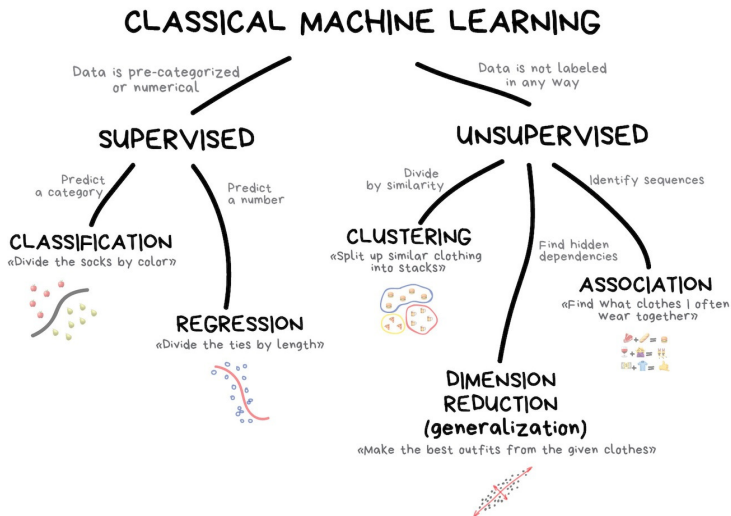 CLASSICAL MACHINE LEARNING
Data is pre-categorized
or numerical
Data is not labeled
in any way
SUPERVISED
UNSUPERVISED
Predict
a category
Predict
a number
Divide
by similarity
Identify sequences
CLASSIFICATION
«Divide the socks by color»
CLUSTERING
«Split up similar clothing
into stacks»
Find hidden
dependencies
ASSOCIATION
«Find What clothes I often
wear together»
REGRESSION
«Divide the ties by length»
DIMENSION
REDUCTION
(generalization)
«Make the best outfits from the given clothes»
+ =
+ =
+ =